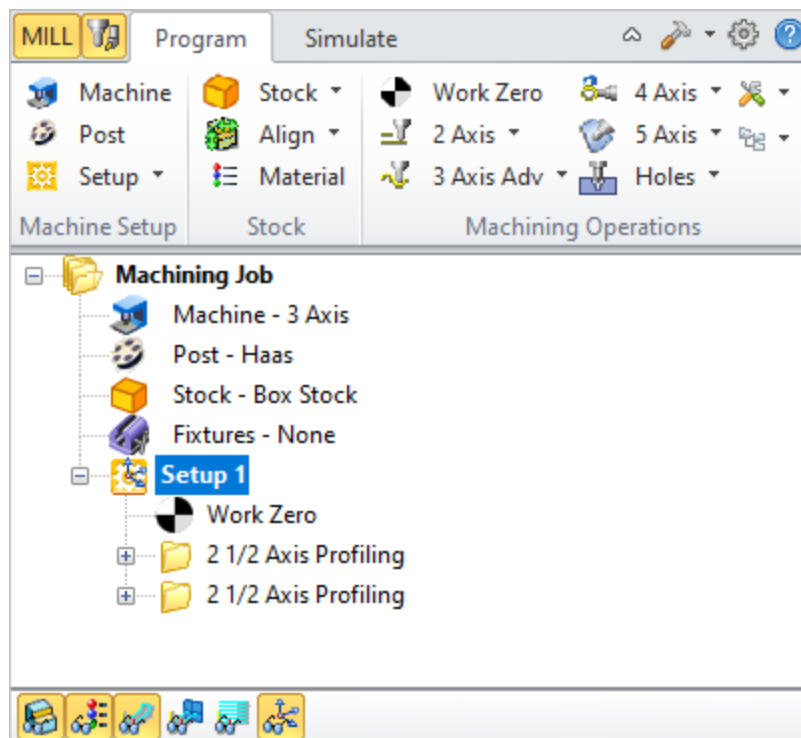 MILL Program Simulate
Machine Stock Work Zero 4 Axis
Post Align 2 Axis 5 Axis
Setup Material 3 Axis Adv Holes
Machine Setup Stock Machining Operations
Machining Job
Machine - 3 Axis
Post - Haas
Stock - Box Stock
Fixtures - None
Setup 1
Work Zero
2 1/2 Axis Profiling
2 1/2 Axis Profiling